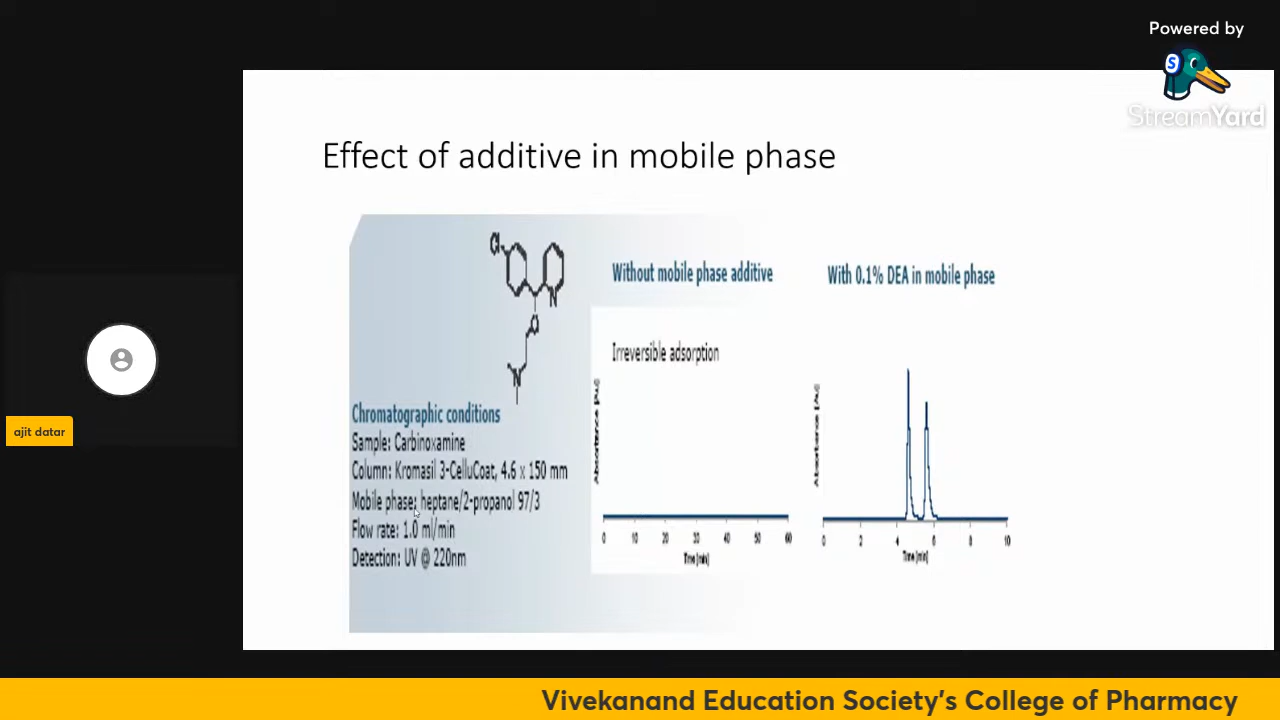 Powered by
S
StreamYard
Effect of additive in mobile phase
Cl
N
O
N
Without mobile phase additive
With 0.1% DEA in mobile phase
Irreversible adsorption
Absorbance [Au]
0 10 20 30 40 50 60
Time [min]
Absorbance [Au]
0 2 4 6 8 10
Time [min]
Chromatographic conditions
Sample: Carbinoxamine
Column: Kromasil 3-CelluCoat, 4.6 x 150 mm
Mobile phase: heptane/2-propanol 97/3
Flow rate: 1.0 ml/min
Detection: UV @ 220nm
ajit datar
Vivekanand Education Society's College of Pharmacy